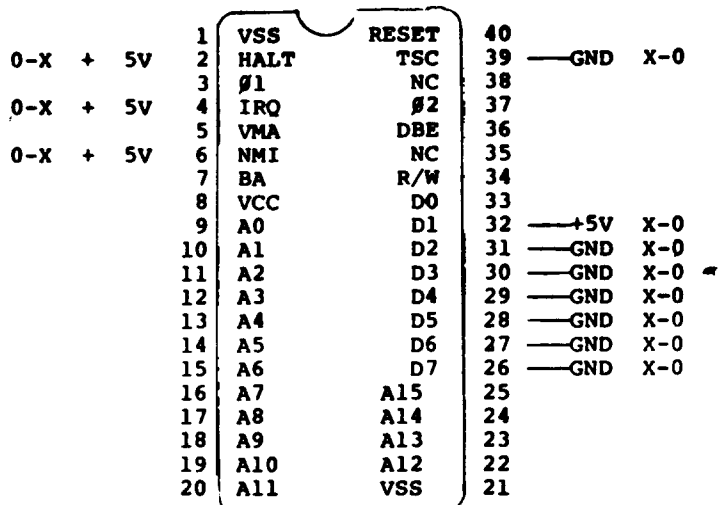 1 VSS RESET 40
0-X + 5V 2 HALT TSC 39 GND X-0
3 Ø1 NC 38
0-X + 5V 4 IRQ Ø2 37
5 VMA DBE 36
0-X + 5V 6 NMI NC 35
7 BA R/W 34
8 VCC D0 33
9 A0 D1 32 +5V X-0
10 A1 D2 31 GND X-0
11 A2 D3 30 GND X-0
12 A3 D4 29 GND X-0
13 A4 D5 28 GND X-0
14 A5 D6 27 GND X-0
15 A6 D7 26 GND X-0
16 A7 A15 25
17 A8 A14 24
18 A9 A13 23
19 A10 A12 22
20 A11 VSS 21